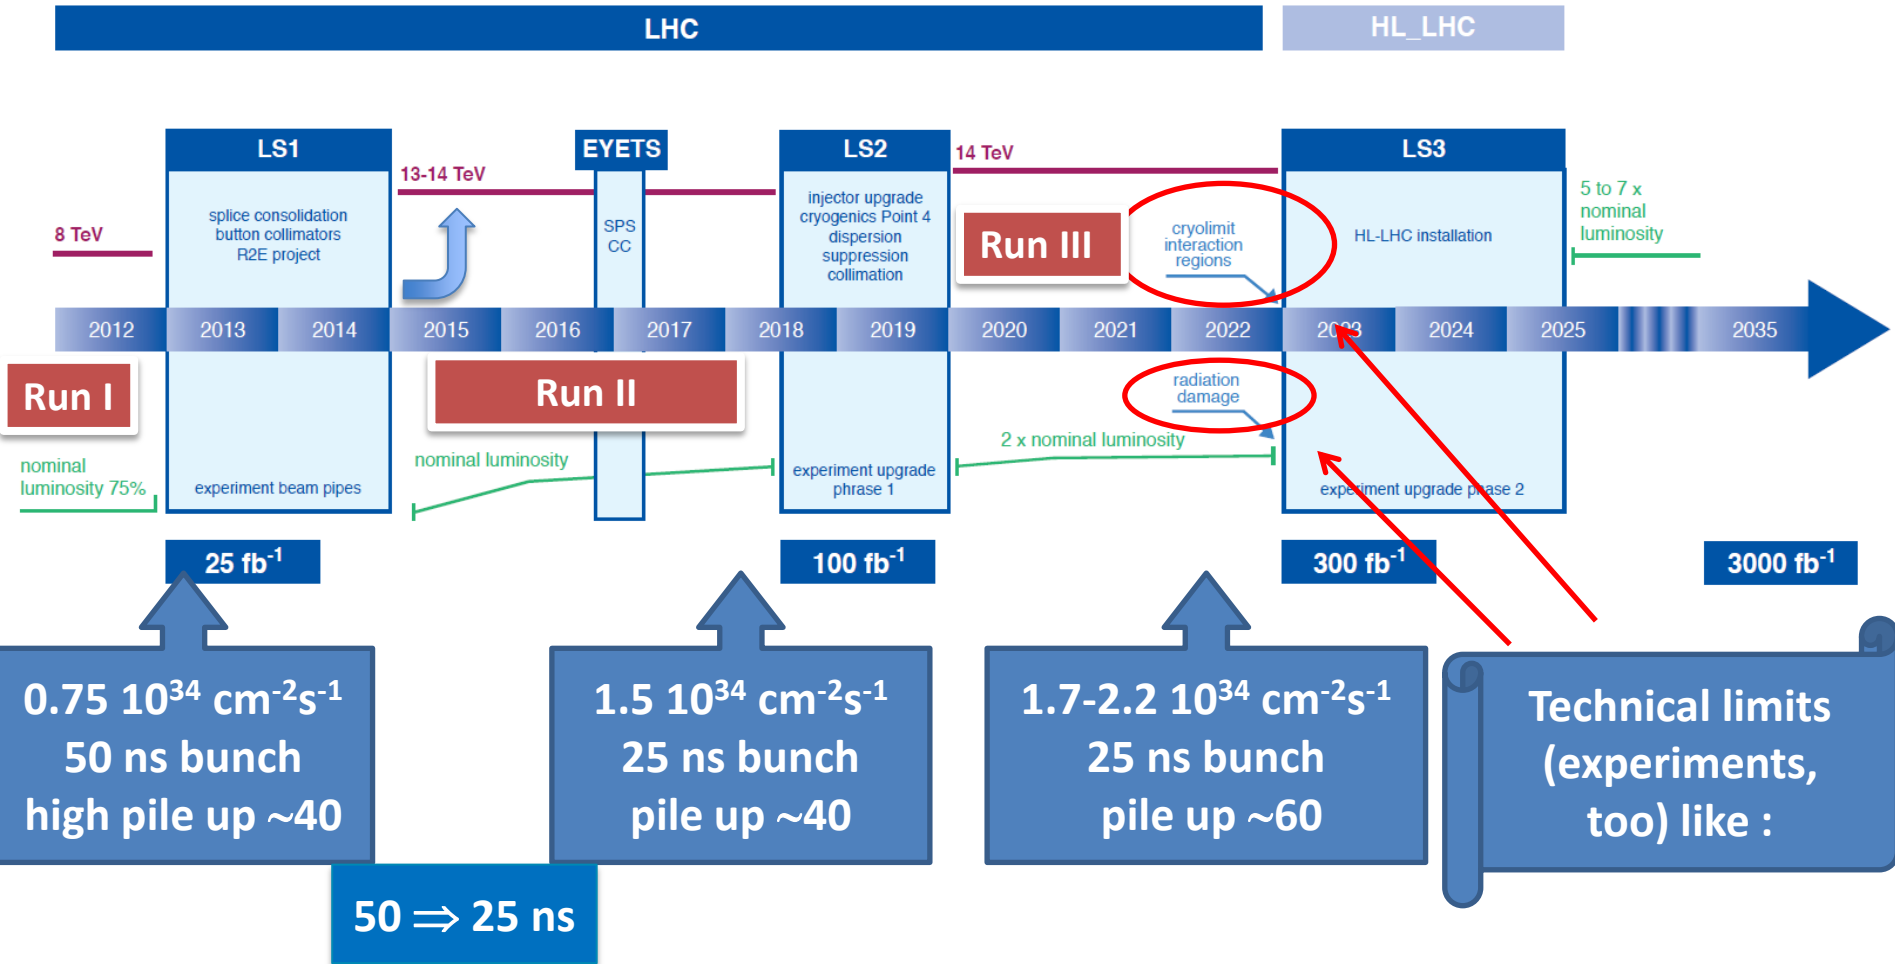 LHC
HL_LHC
LS1
EYETS
LS2
14 TeV
LS3
13-14 TeV
8 TeV
splice consolidation
button collimators
R2E project
SPS
CC
injector upgrade
cryogenics Point 4
dispersion
suppression
collimation
Run III
cryolimit
interaction
regions
HL-LHC installation
5 to 7 x
nominal
luminosity
2012 2013 2014 2015 2016 2017 2018 2019 2020 2021 2022 2023 2024 2025 2035
Run I
Run II
radiation
damage
nominal
luminosity 75%
experiment beam pipes
nominal luminosity
experiment upgrade
phrase 1
2 x nominal luminosity
experiment upgrade phase 2
25 fb⁻¹
100 fb⁻¹
300 fb⁻¹
3000 fb⁻¹
0.75 10³⁴ cm⁻²s⁻¹
50 ns bunch
high pile up ~40
1.5 10³⁴ cm⁻²s⁻¹
25 ns bunch
pile up ~40
1.7-2.2 10³⁴ cm⁻²s⁻¹
25 ns bunch
pile up ~60
Technical limits
(experiments,
too) like :
50 ⇒ 25 ns